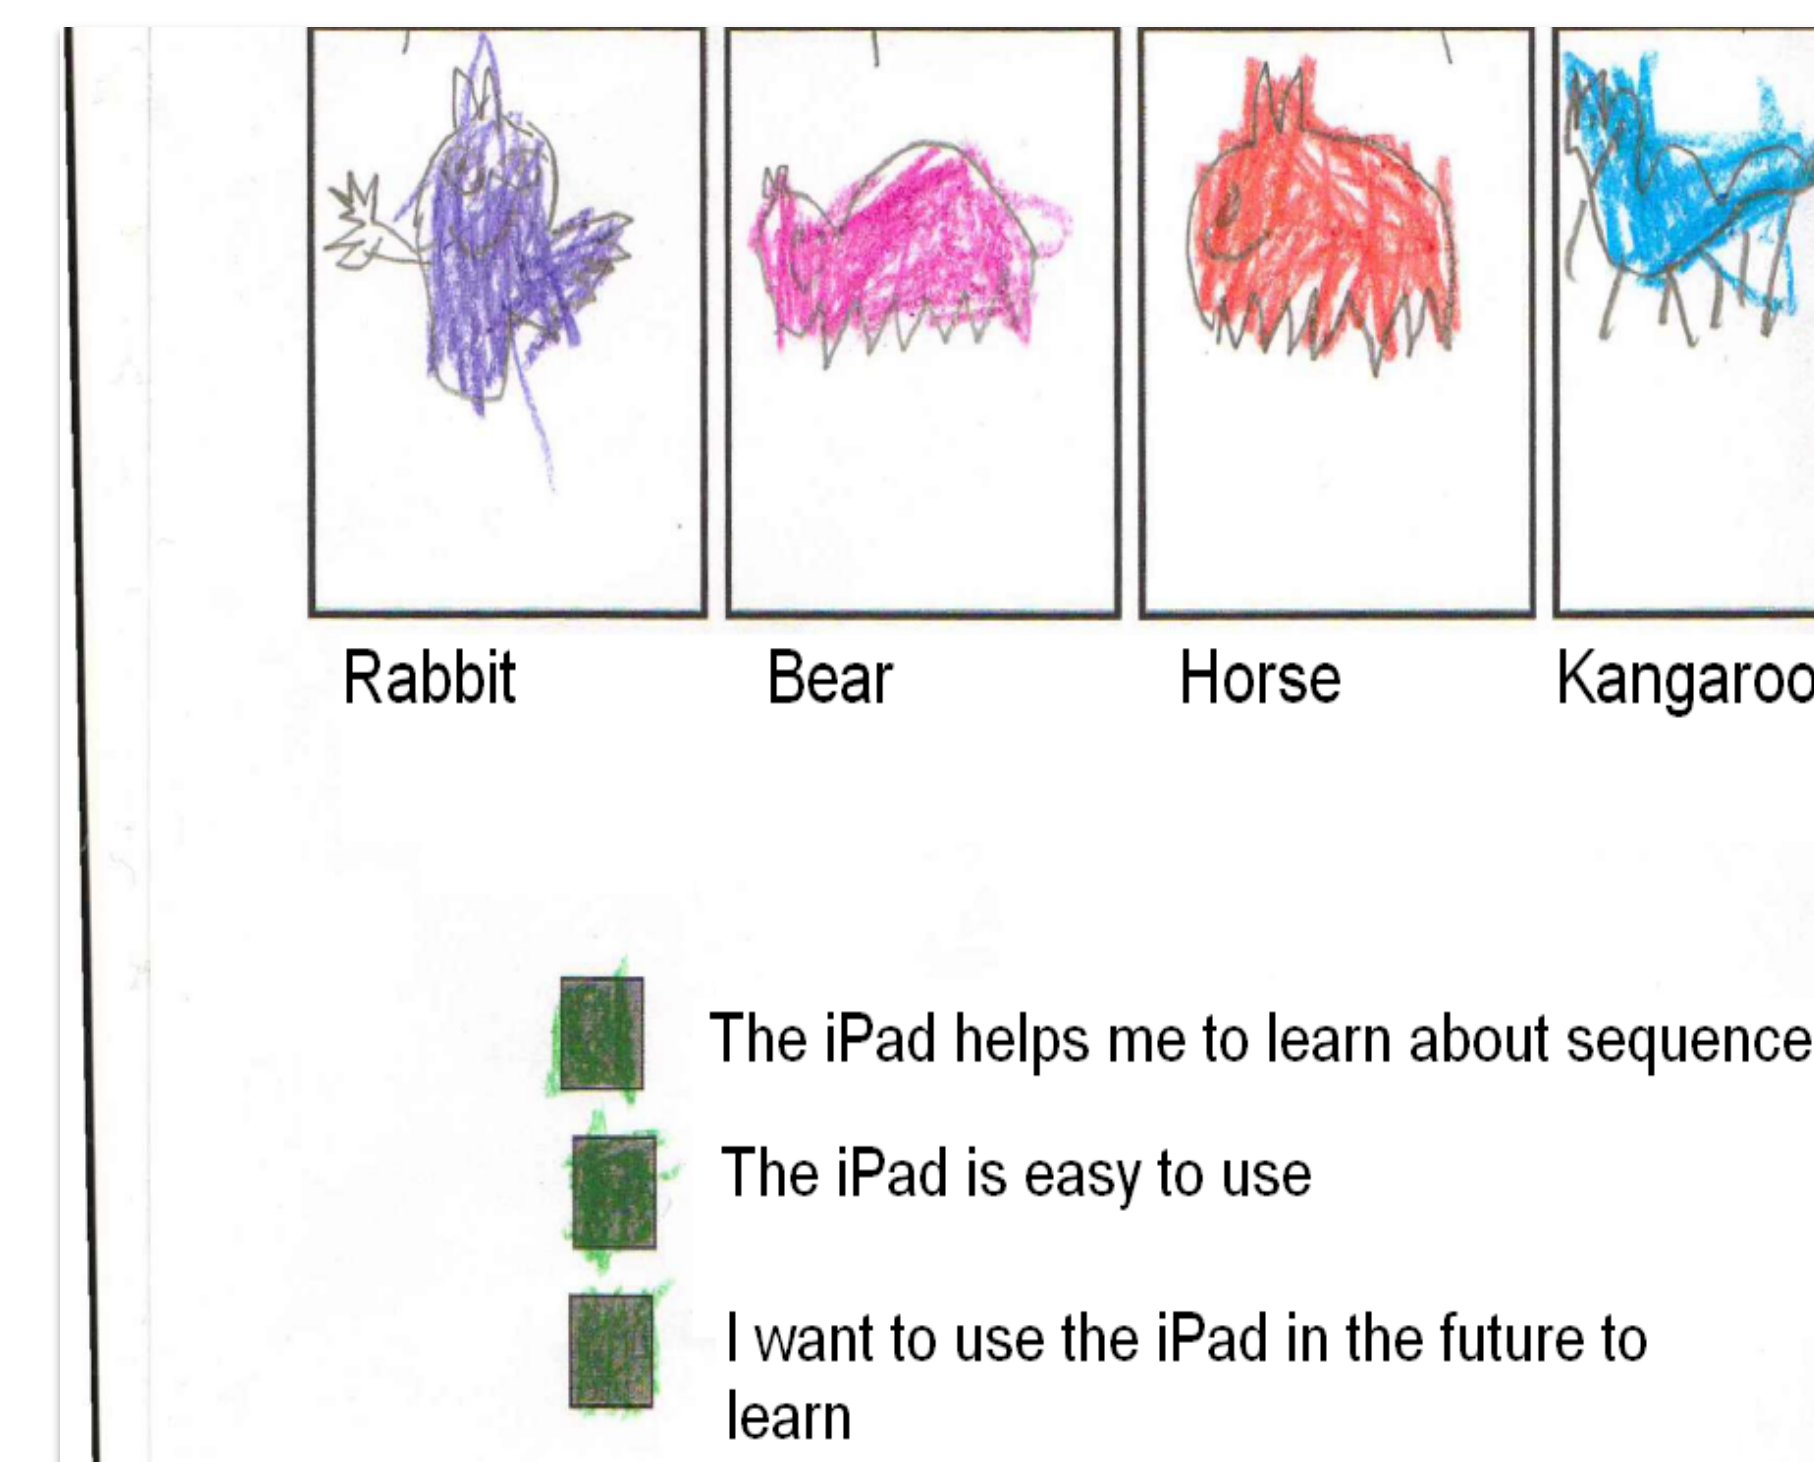 Rabbit Bear Horse Kangaroo
The iPad helps me to learn about sequence
The iPad is easy to use
I want to use the iPad in the future to
learn